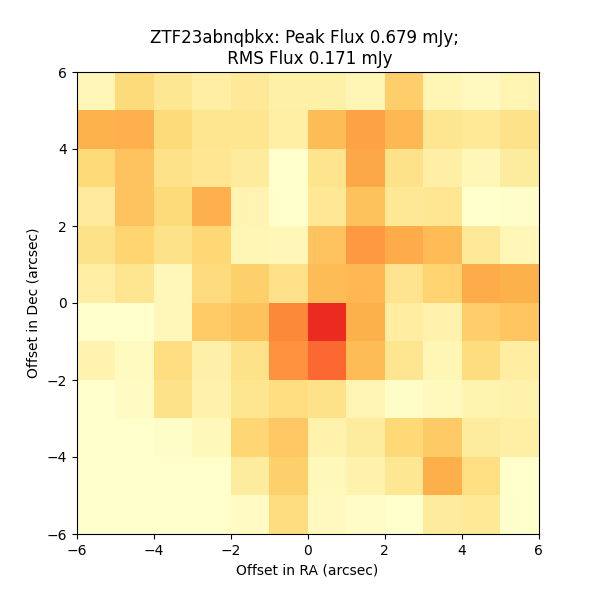 ZTF23abnqbkx: Peak Flux 0.679 mJy;
RMS Flux 0.171 mJy
6
4
2
0
−2
−4
−6
Offset in Dec (arcsec)
−6 −4 −2 0 2 4 6
Offset in RA (arcsec)